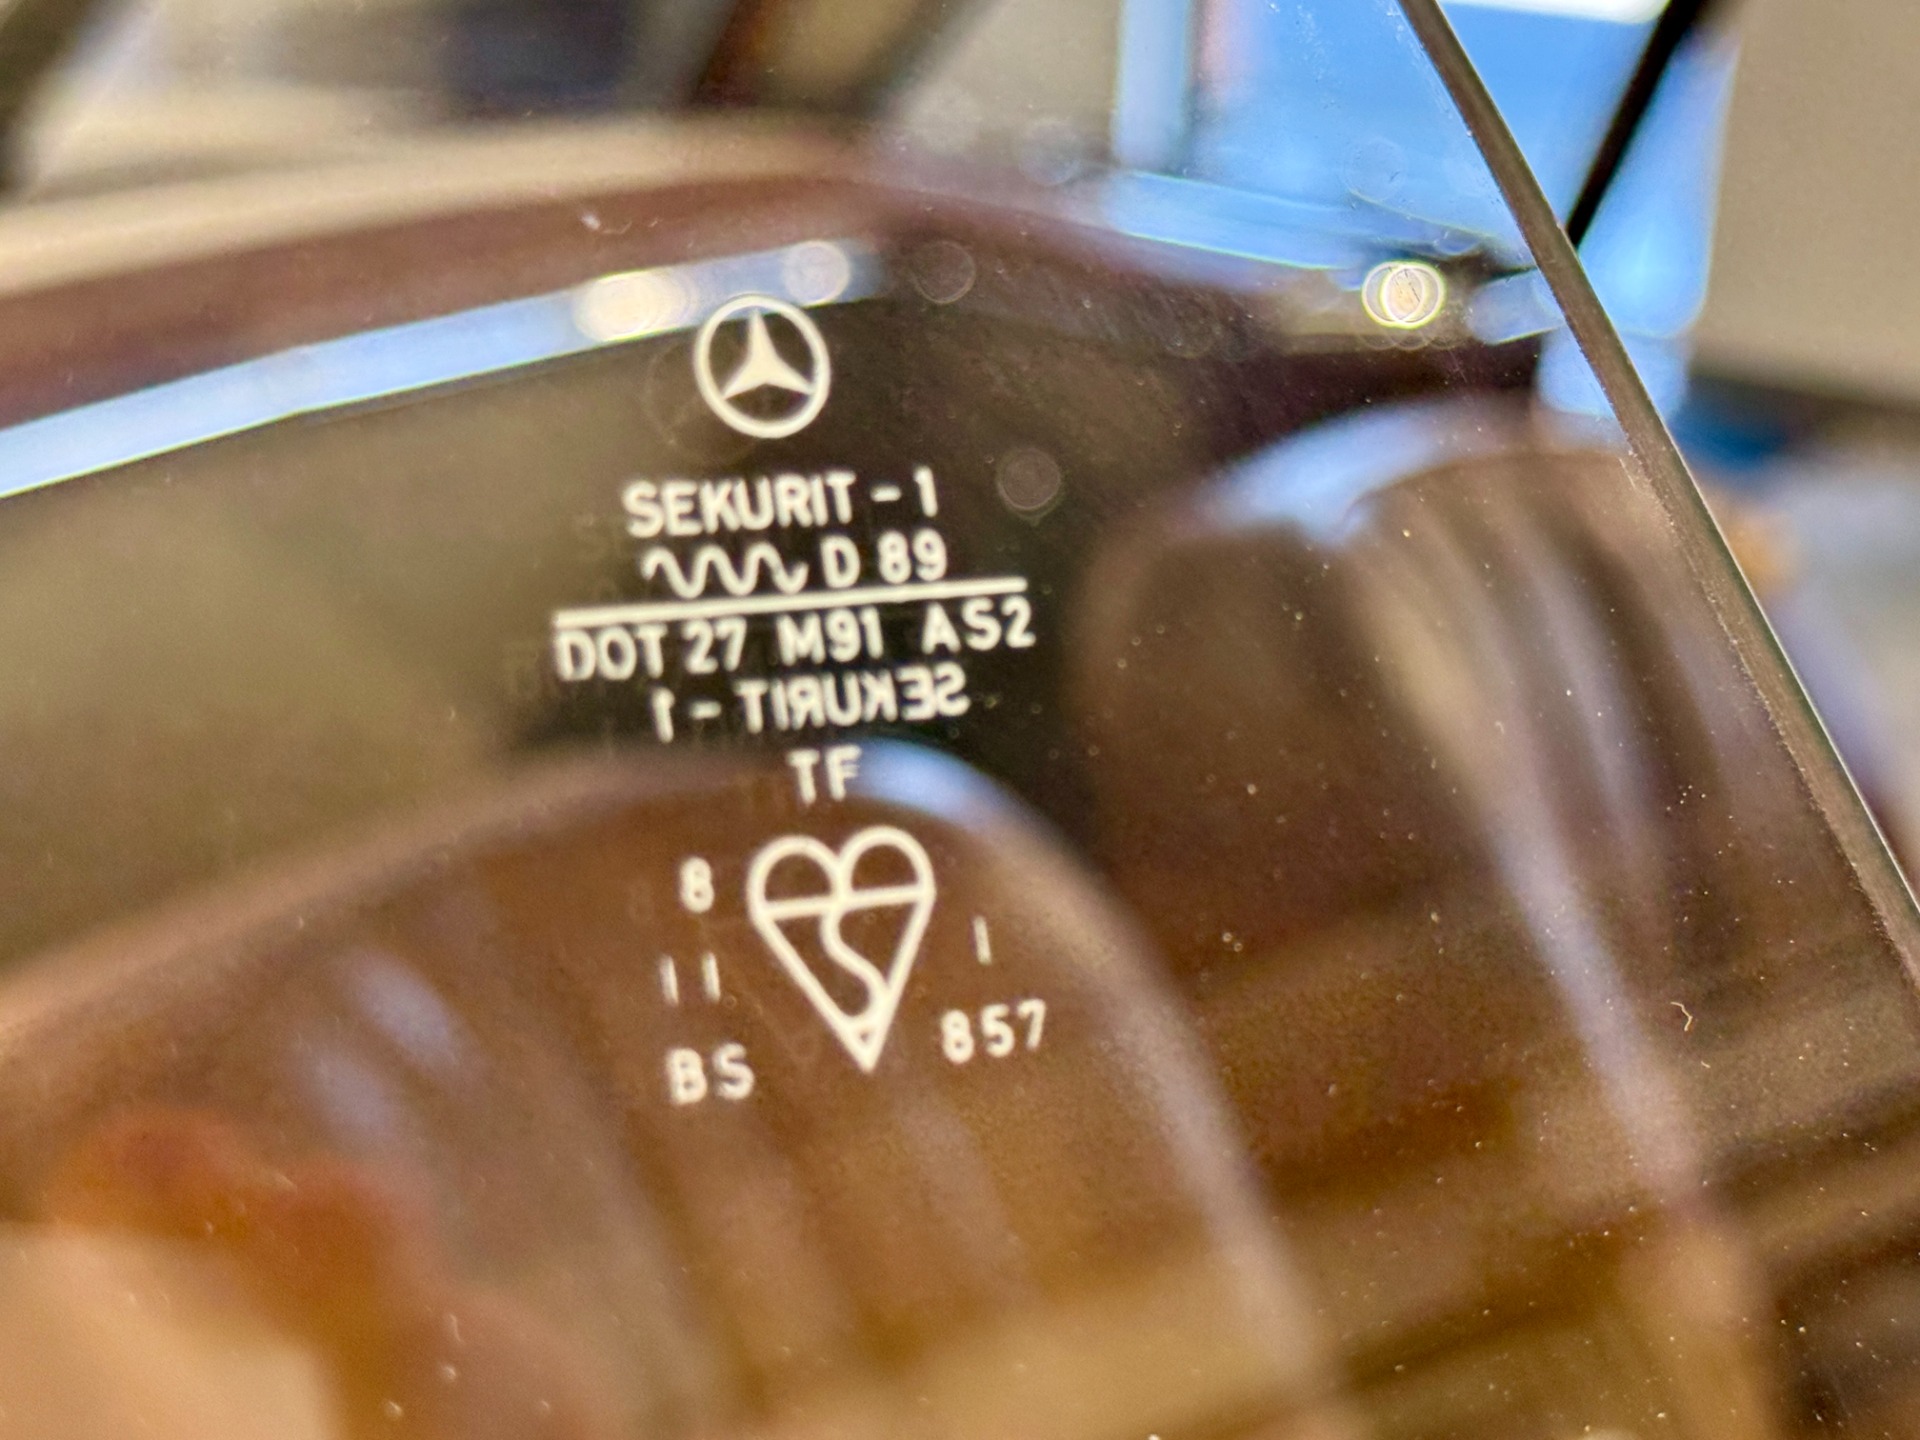 SEKURIT - 1
D 89
DOT 27 M91 AS2
SEKURIT - 1
TF
8
11 1
BS 857